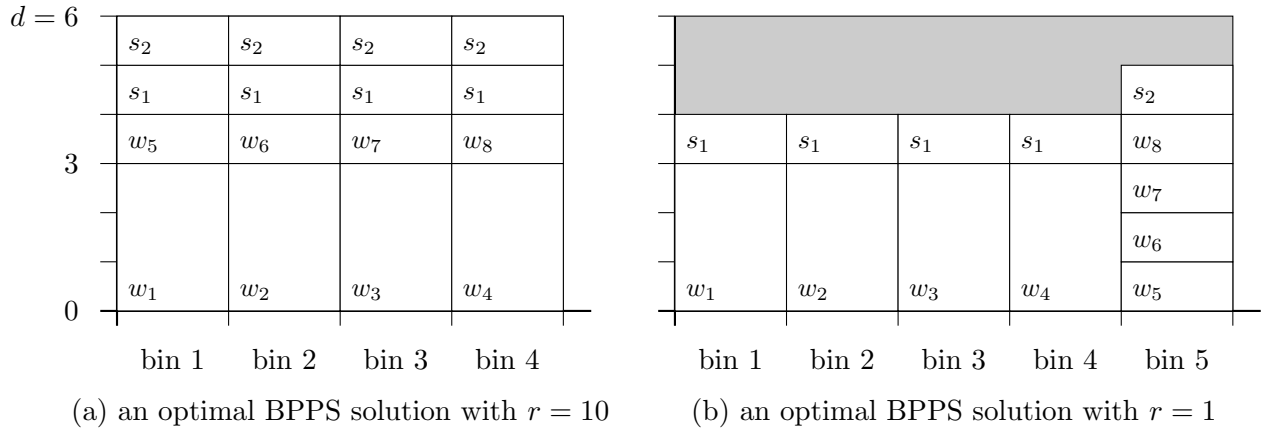 d = 6
s₂ s₂ s₂ s₂
s₁ s₁ s₁ s₁
w₅ w₆ w₇ w₈
3
w₁ w₂ w₃ w₄
0
bin 1 bin 2 bin 3 bin 4
(a) an optimal BPPS solution with r = 10
s₂
s₁ s₁ s₁ s₁ w₈
w₇
w₆
w₁ w₂ w₃ w₄ w₅
bin 1 bin 2 bin 3 bin 4 bin 5
(b) an optimal BPPS solution with r = 1